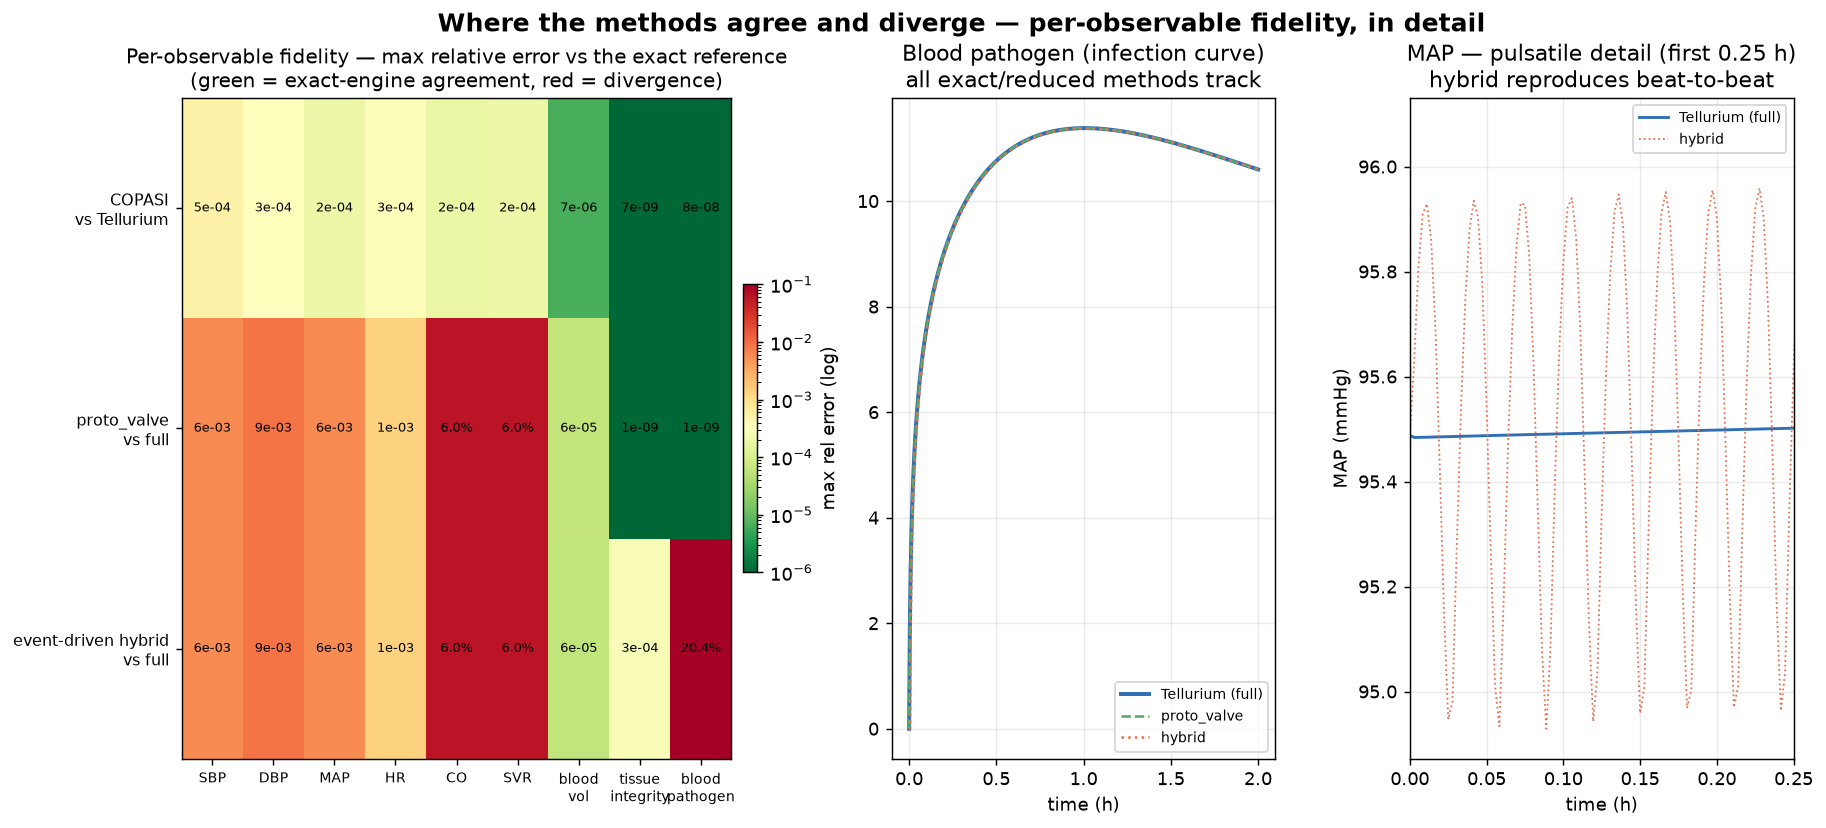 Where the methods agree and diverge — per-observable fidelity, in detail
Per-observable fidelity — max relative error vs the exact reference
(green = exact-engine agreement, red = divergence)
COPASI
vs Tellurium
5e-04 3e-04 2e-04 3e-04 2e-04 2e-04 7e-06 7e-09 8e-08
proto_valve
vs full
6e-03 9e-03 6e-03 1e-03 6.0% 6.0% 6e-05 1e-09 1e-09
event-driven hybrid
vs full
6e-03 9e-03 6e-03 1e-03 6.0% 6.0% 6e-05 3e-04 20.4%
SBP DBP MAP HR CO SVR blood vol tissue integrity blood pathogen
10⁻¹
10⁻²
10⁻³
10⁻⁴
10⁻⁵
10⁻⁶
max rel error (log)
Blood pathogen (infection curve)
all exact/reduced methods track
10
8
6
4
2
0
Tellurium (full)
proto_valve
hybrid
0.0 0.5 1.0 1.5 2.0
time (h)
MAP — pulsatile detail (first 0.25 h)
hybrid reproduces beat-to-beat
Tellurium (full)
hybrid
MAP (mmHg)
96.0
95.8
95.6
95.4
95.2
95.0
0.00 0.05 0.10 0.15 0.20 0.25
time (h)